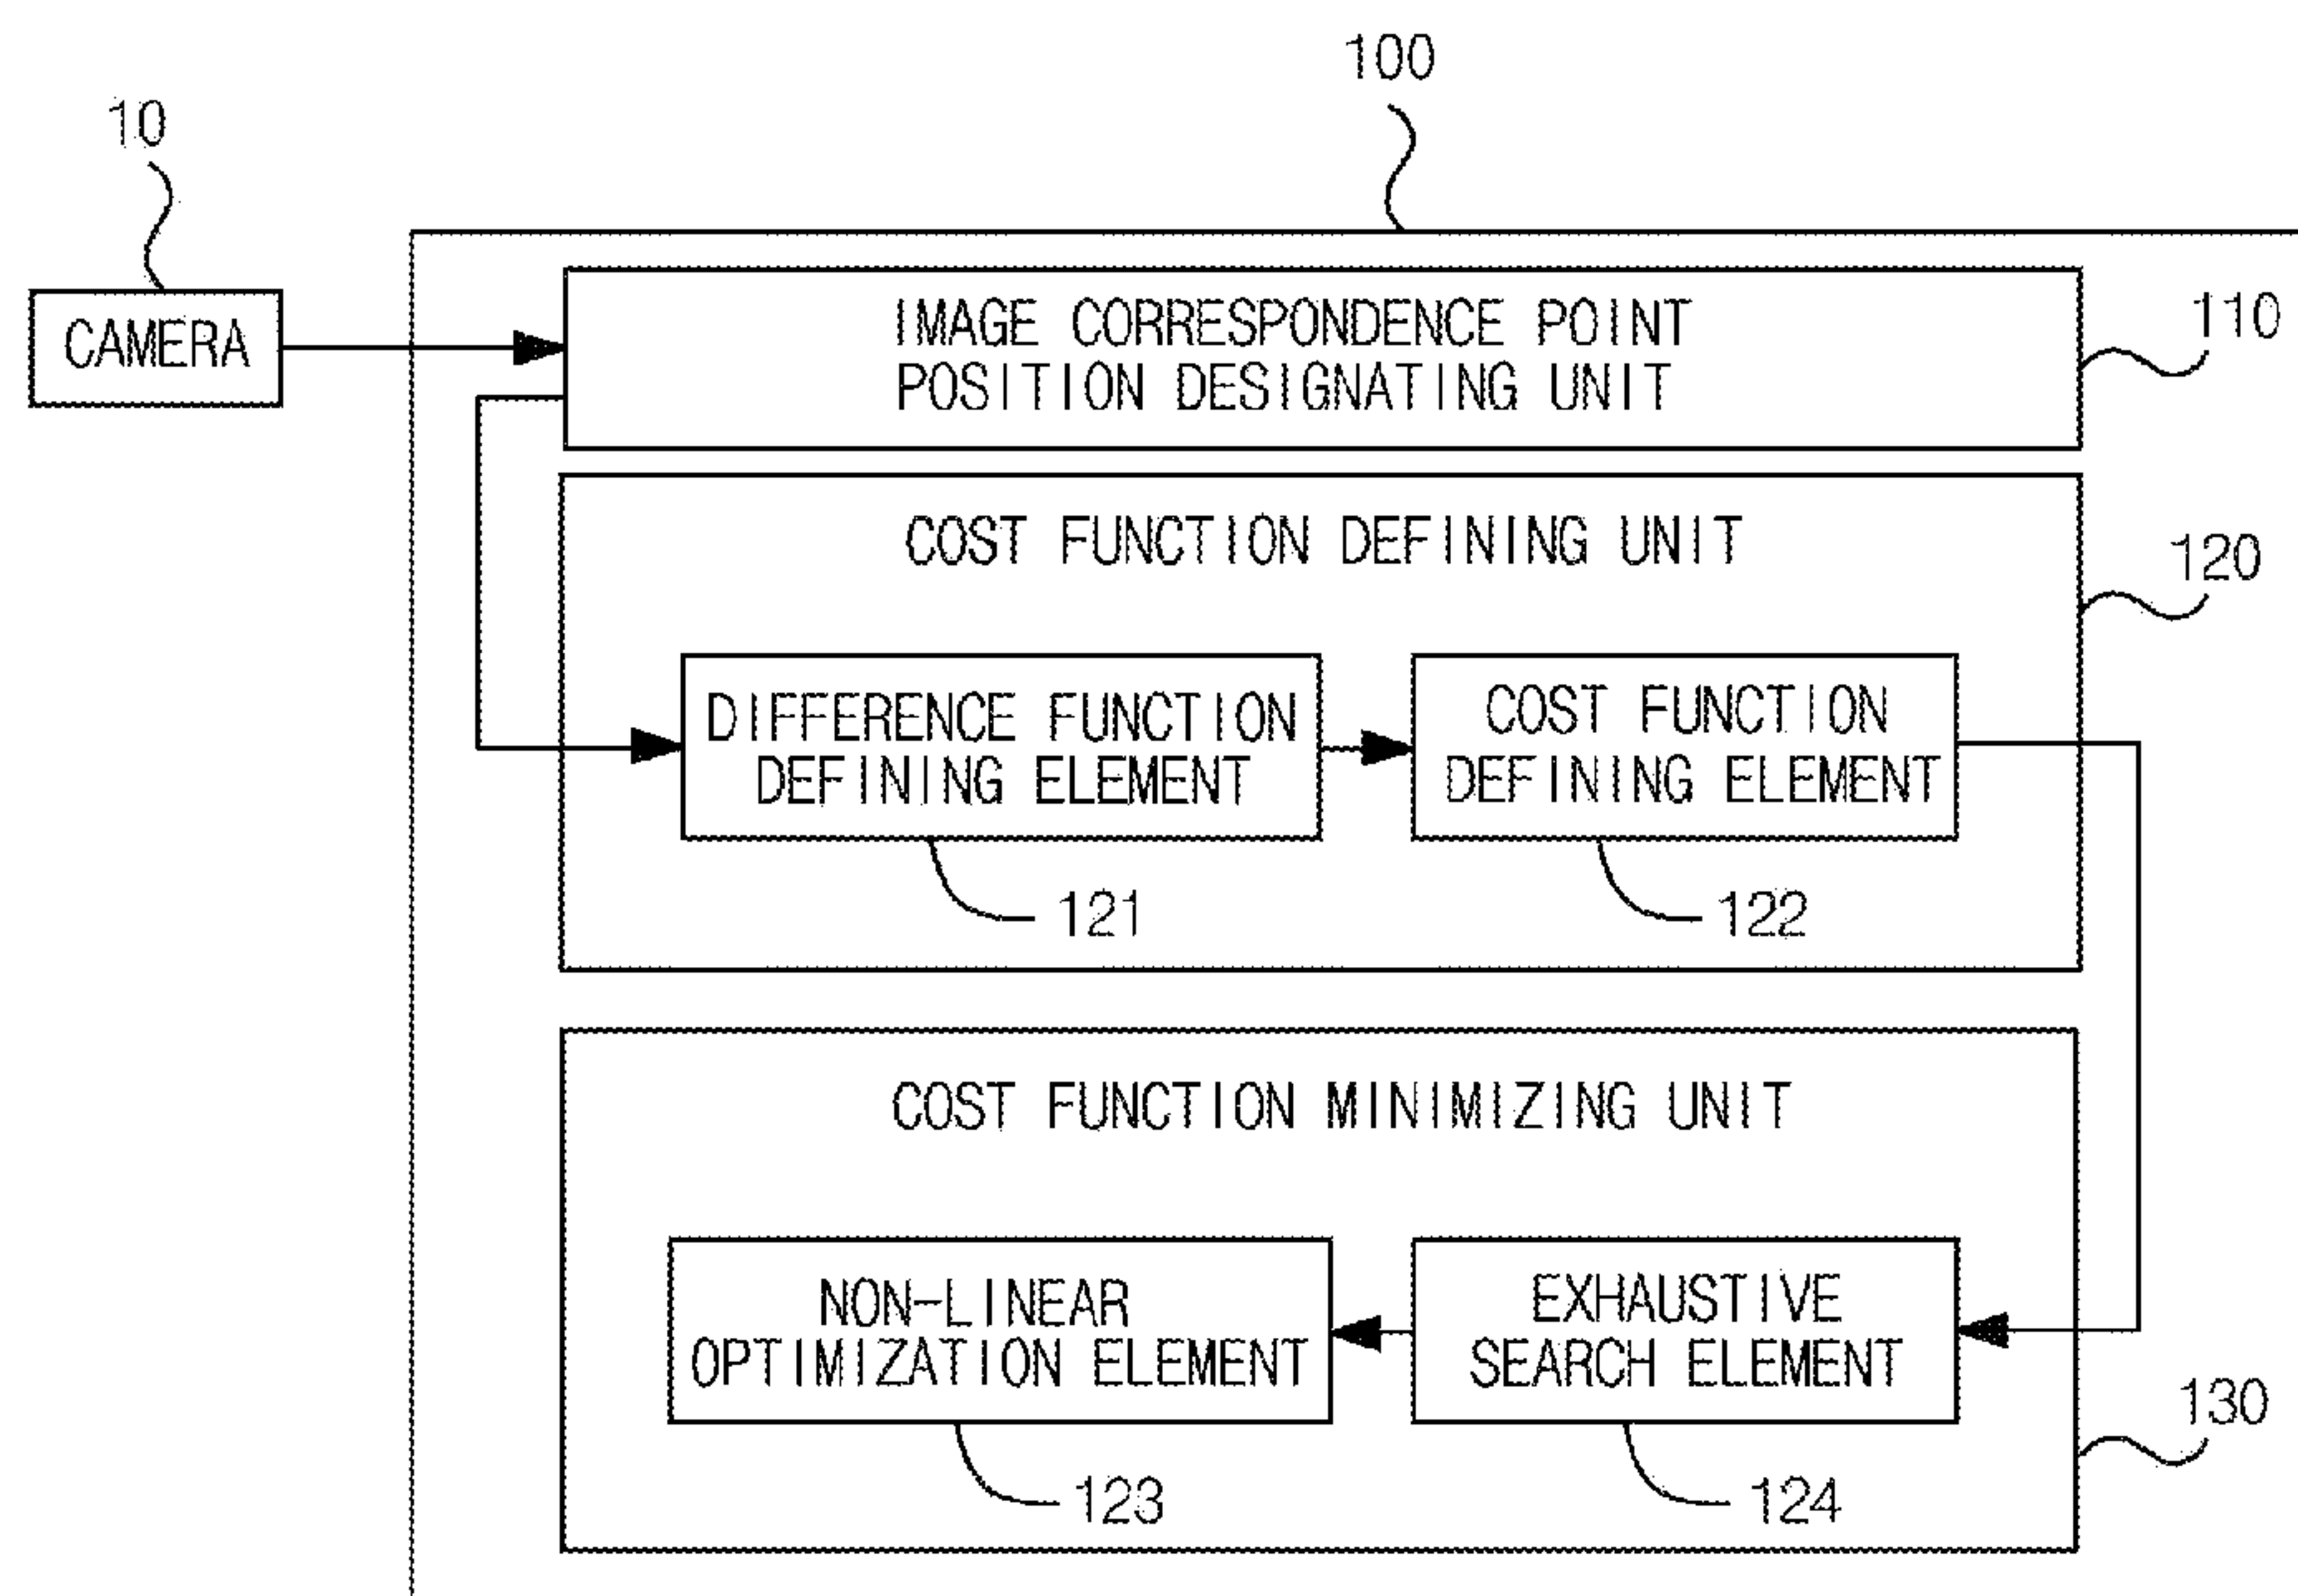 100
10
CAMERA
IMAGE CORRESPONDENCE POINT
POSITION DESIGNATING UNIT
110
COST FUNCTION DEFINING UNIT
120
DIFFERENCE FUNCTION
DEFINING ELEMENT
COST FUNCTION
DEFINING ELEMENT
121
122
COST FUNCTION MINIMIZING UNIT
NON-LINEAR
OPTIMIZATION ELEMENT
EXHAUSTIVE
SEARCH ELEMENT
130
123
124